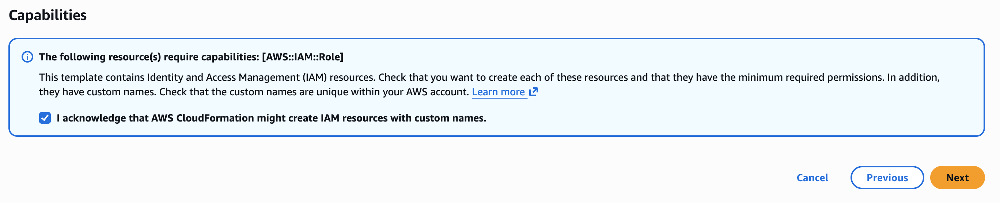 Capabilities
The following resource(s) require capabilities: [AWS::IAM::Role]
This template contains Identity and Access Management (IAM) resources. Check that you want to create each of these resources and that they have the minimum required permissions. In addition,
they have custom names. Check that the custom names are unique within your AWS account. Learn more
I acknowledge that AWS CloudFormation might create IAM resources with custom names.
Cancel Previous Next